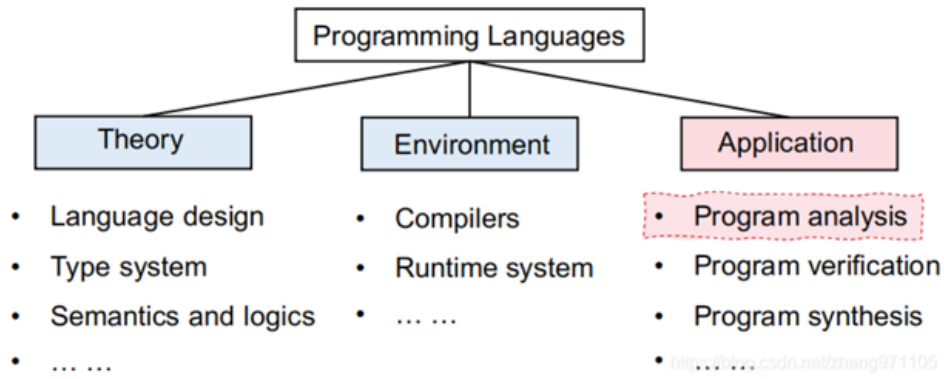 Programming Languages
Theory
Environment
Application
• Language design
• Type system
• Semantics and logics
• … …
• Compilers
• Runtime system
• … …
• Program analysis
• Program verification
• Program synthesis
• … …
https://blog.csdn.net/zhang971105